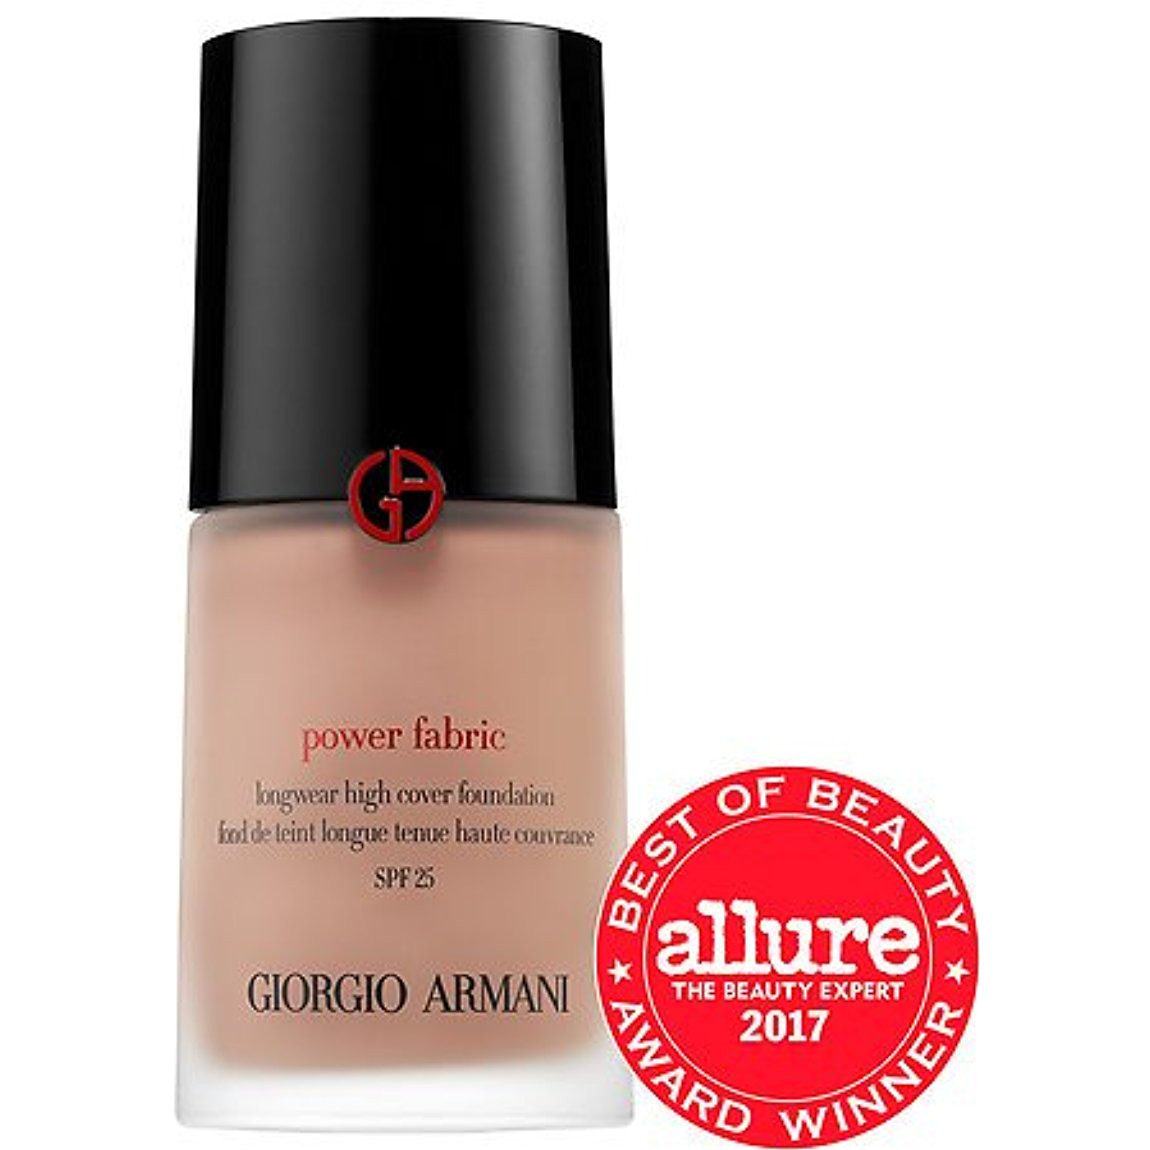 GA
power fabric
longwear high cover foundation
fond de teint longue tenue haute couvrance
SPF 25
GIORGIO ARMANI
BEST OF BEAUTY
allure
THE BEAUTY EXPERT
2017
AWARD WINNER